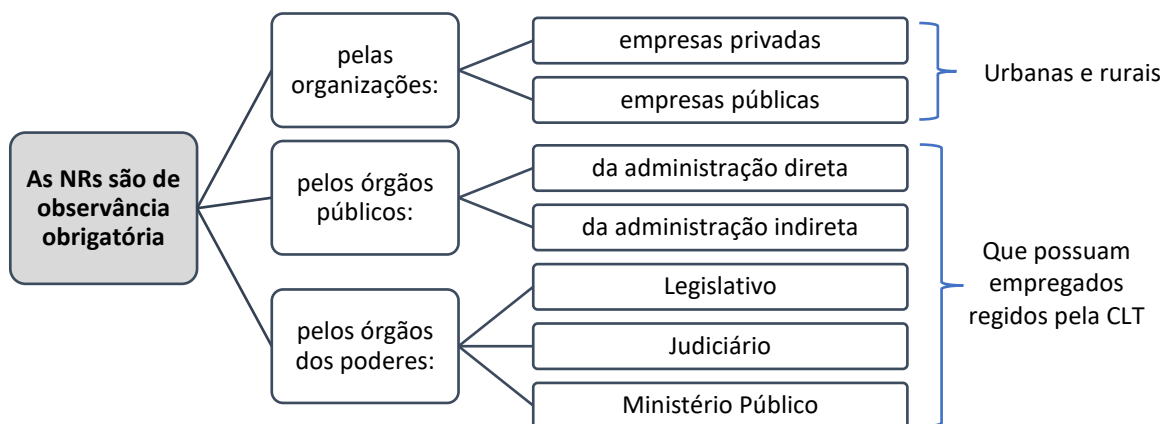 As NRs são de
observância
obrigatória
pelas
organizações:
empresas privadas
empresas públicas
Urbanas e rurais
pelos órgãos
públicos:
da administração direta
da administração indireta
pelos órgãos
dos poderes:
Legislativo
Judiciário
Ministério Público
Que possuam
empregados
regidos pela CLT